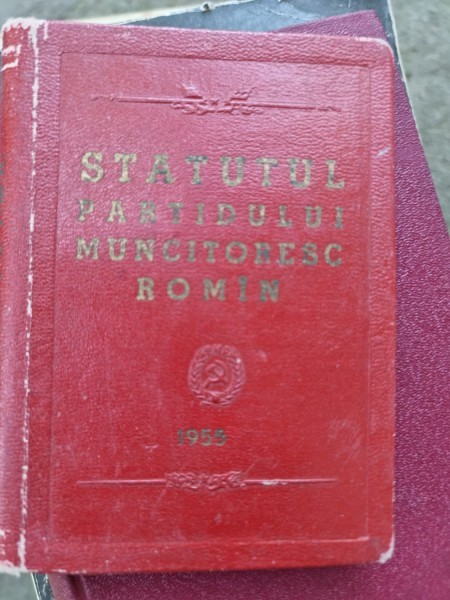 STATUTUL
PARTIDULUI
MUNCITORESC
ROMÎN
1955